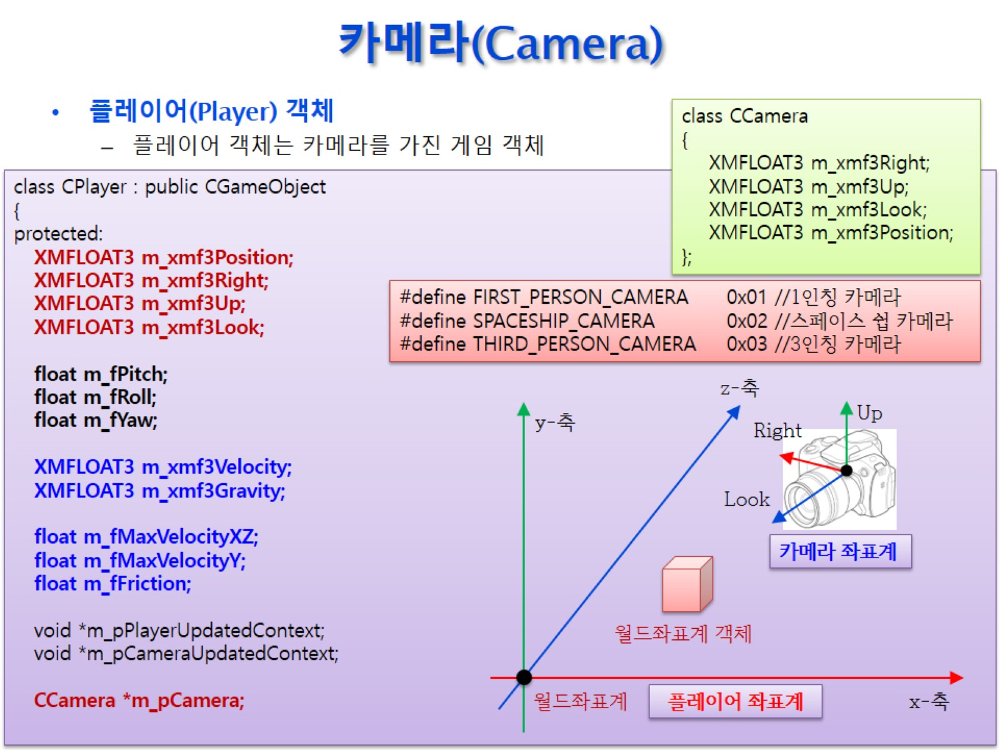 카메라(Camera)
• 플레이어(Player) 객체
– 플레이어 객체는 카메라를 가진 게임 객체
class CCamera
{
XMFLOAT3 m_xmf3Right;
XMFLOAT3 m_xmf3Up;
XMFLOAT3 m_xmf3Look;
XMFLOAT3 m_xmf3Position;
};
class CPlayer : public CGameObject
{
protected:
XMFLOAT3 m_xmf3Position;
XMFLOAT3 m_xmf3Right;
XMFLOAT3 m_xmf3Up;
XMFLOAT3 m_xmf3Look;
float m_fPitch;
float m_fRoll;
float m_fYaw;
XMFLOAT3 m_xmf3Velocity;
XMFLOAT3 m_xmf3Gravity;
float m_fMaxVelocityXZ;
float m_fMaxVelocityY;
float m_fFriction;
void *m_pPlayerUpdatedContext;
void *m_pCameraUpdatedContext;
CCamera *m_pCamera;
#define FIRST_PERSON_CAMERA 0x01 //1인칭 카메라
#define SPACESHIP_CAMERA 0x02 //스페이스 쉽 카메라
#define THIRD_PERSON_CAMERA 0x03 //3인칭 카메라
z-축
y-축
Up
Right
Look
카메라 좌표계
월드좌표계 객체
월드좌표계
플레이어 좌표계
x-축